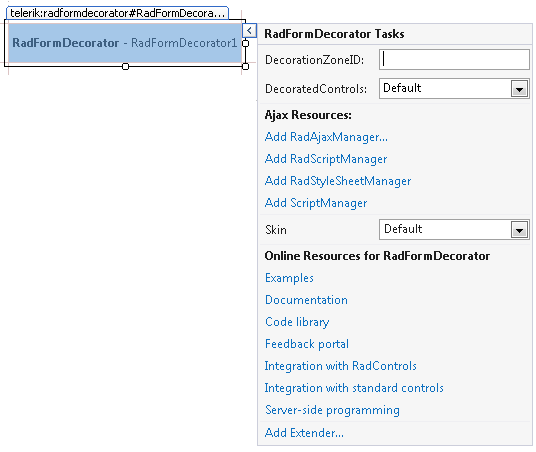 telerik:radformdecorator#RadFormDecora...
RadFormDecorator - RadFormDecorator1
RadFormDecorator Tasks
DecorationZoneID:
DecoratedControls: Default
Ajax Resources:
Add RadAjaxManager...
Add RadScriptManager
Add RadStyleSheetManager
Add ScriptManager
Skin Default
Online Resources for RadFormDecorator
Examples
Documentation
Code library
Feedback portal
Integration with RadControls
Integration with standard controls
Server-side programming
Add Extender...